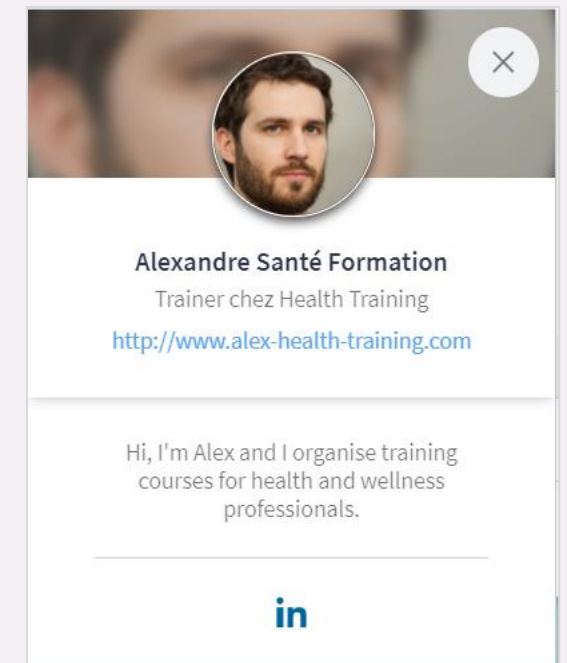 Alexandre Santé Formation
Trainer chez Health Training
http://www.alex-health-training.com
Hi, I'm Alex and I organise training
courses for health and wellness
professionals.
in